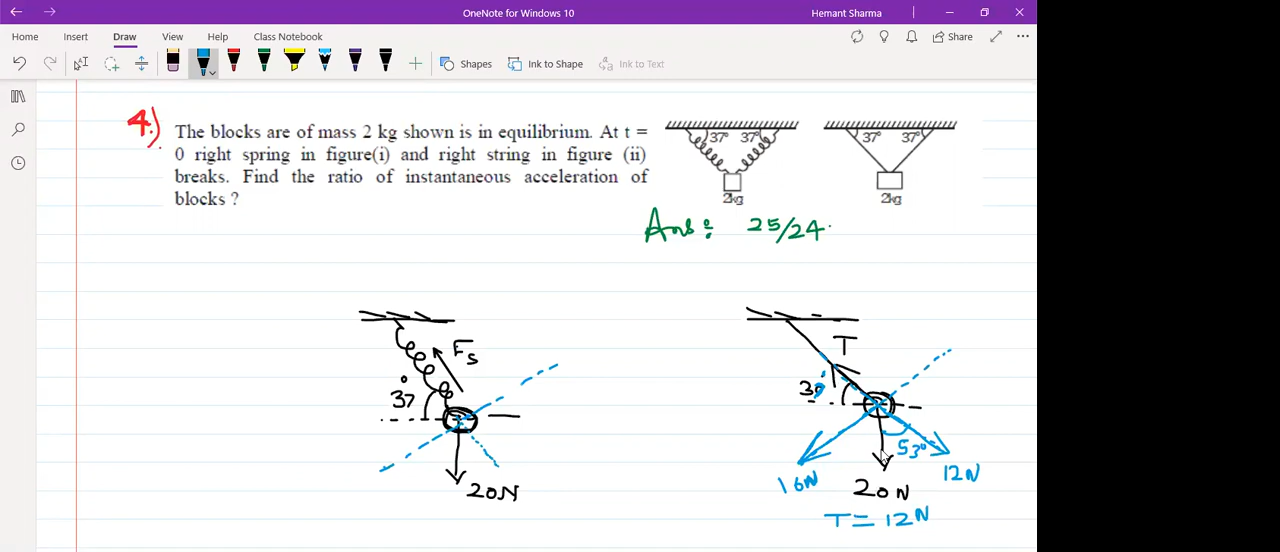 OneNote for Windows 10
Hemant Sharma
Home Insert Draw View Help Class Notebook
Share
Shapes Ink to Shape Ink to Text
4.)
The blocks are of mass 2 kg shown is in equilibrium. At t =
0 right spring in figure(i) and right string in figure (ii)
breaks. Find the ratio of instantaneous acceleration of
blocks ?
37° 37°
2kg
37° 37°
2kg
Ans: 25/24.
Fs
37°
20N
T
37°
53°
16N
12N
20N
T = 12N